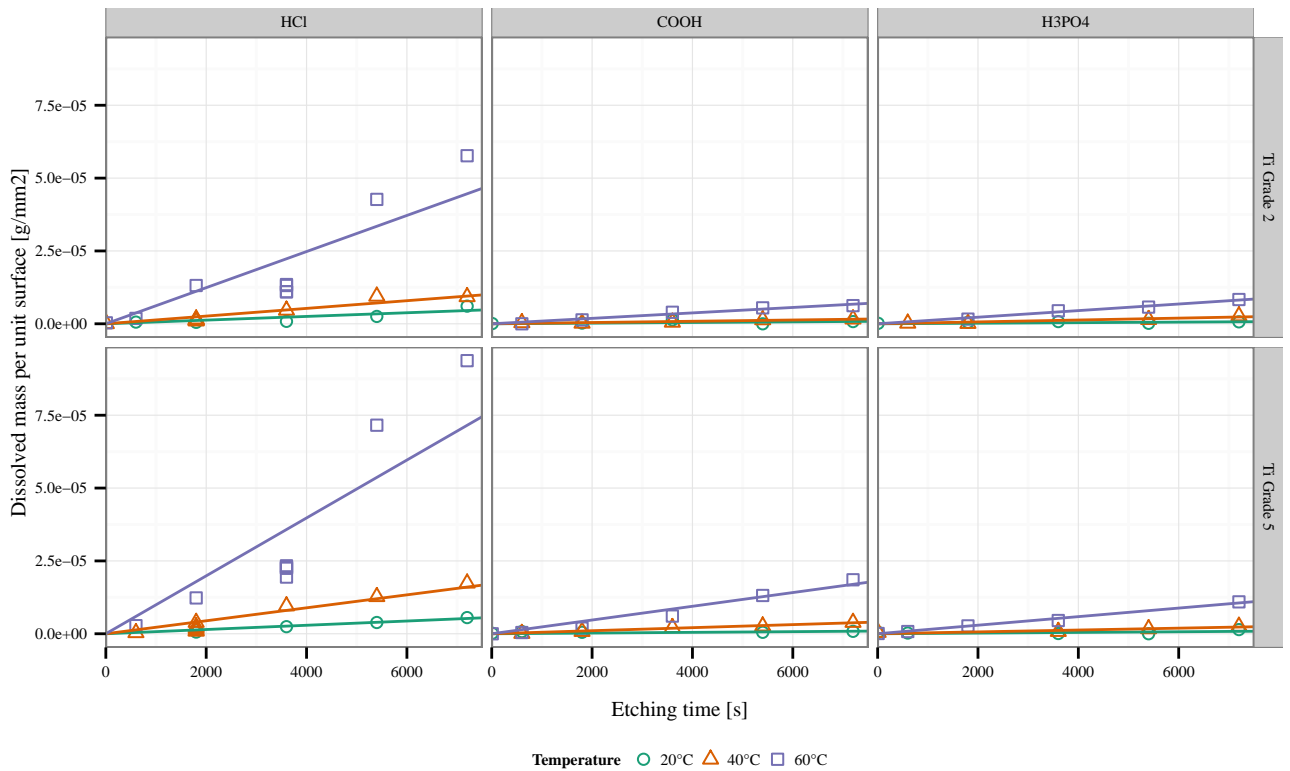 HCl COOH H3PO4
Dissolved mass per unit surface [g/mm2]
7.5e−05
5.0e−05
2.5e−05
0.0e+00
Ti Grade 2
7.5e−05
5.0e−05
2.5e−05
0.0e+00
Ti Grade 5
0 2000 4000 6000 0 2000 4000 6000 0 2000 4000 6000
Etching time [s]
Temperature 20°C 40°C 60°C